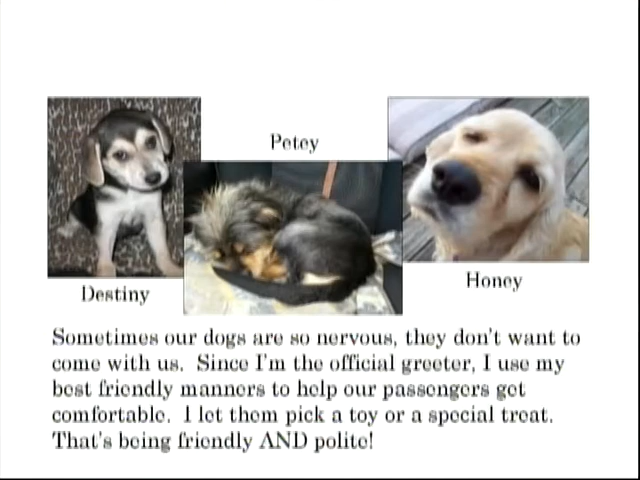 Petey
Destiny
Honey
Sometimes our dogs are so nervous, they don't want to
come with us.  Since I'm the official greeter, I use my
best friendly manners to help our passengers get
comfortable.  I let them pick a toy or a special treat.
That's being friendly AND polite!